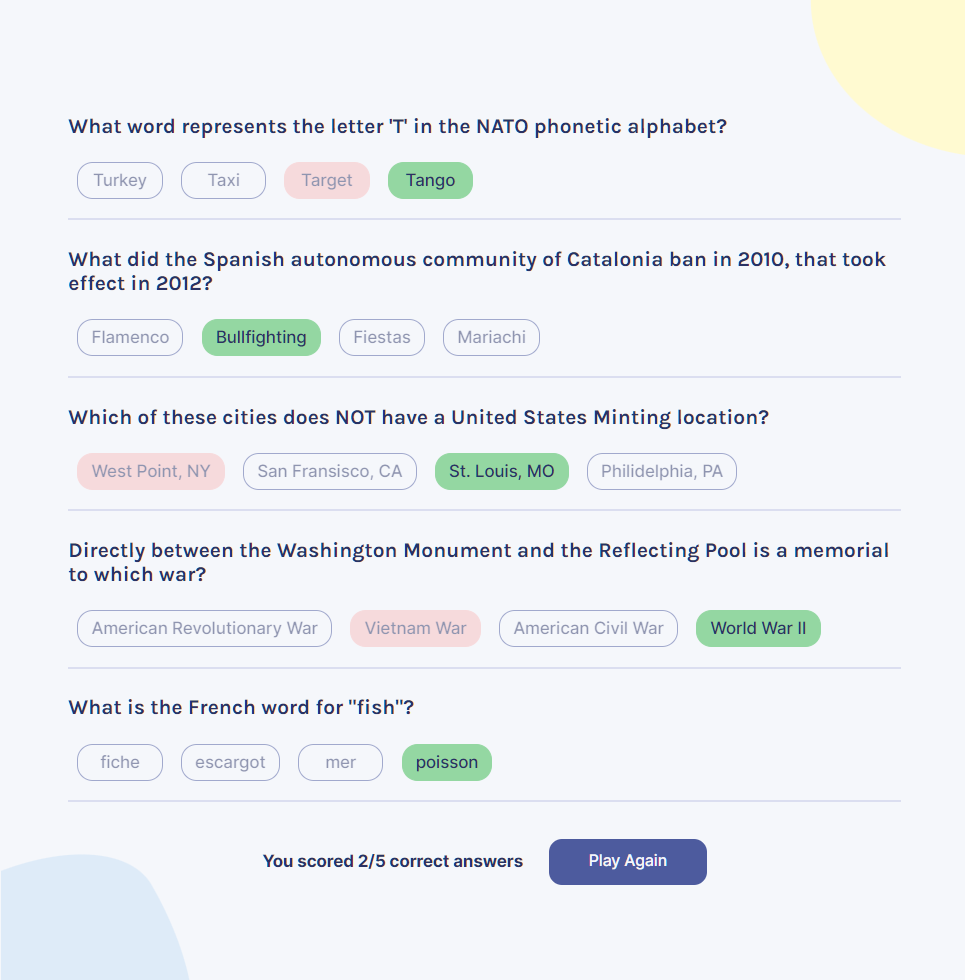 What word represents the letter 'T' in the NATO phonetic alphabet?
Turkey Taxi Target Tango
What did the Spanish autonomous community of Catalonia ban in 2010, that took
effect in 2012?
Flamenco Bullfighting Fiestas Mariachi
Which of these cities does NOT have a United States Minting location?
West Point, NY San Fransisco, CA St. Louis, MO Philidelphia, PA
Directly between the Washington Monument and the Reflecting Pool is a memorial
to which war?
American Revolutionary War Vietnam War American Civil War World War II
What is the French word for "fish"?
fiche escargot mer poisson
You scored 2/5 correct answers Play Again